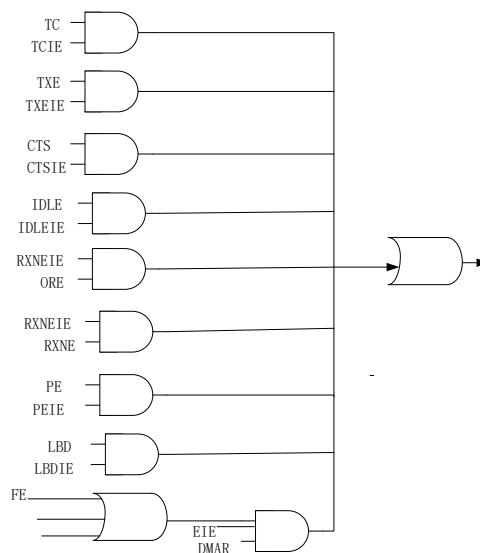 TC
TCIE
TXE
TXEIE
CTS
CTSIE
IDLE
IDLEIE
RXNEIE
ORE
RXNEIE
RXNE
PE
PEIE
LBD
LBDIE
FE
EIE
DMAR